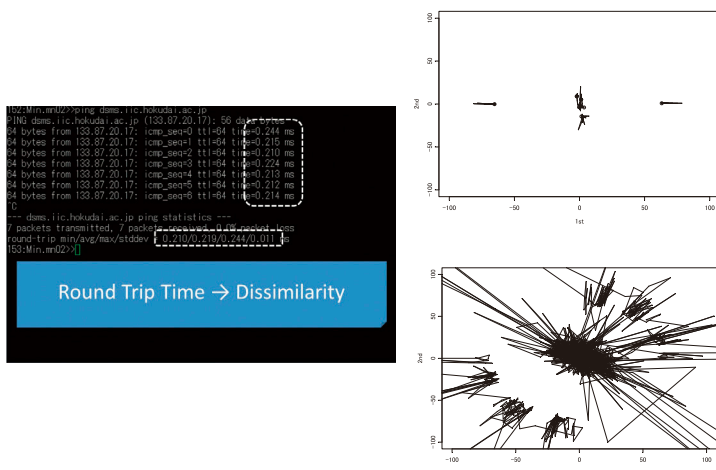 152:Min.mn02>>ping dsms.iic.hokudai.ac.jp
PING dsms.iic.hokudai.ac.jp (133.87.20.17): 56 data bytes
64 bytes from 133.87.20.17: icmp_seq=0 ttl=64 time=0.244 ms
64 bytes from 133.87.20.17: icmp_seq=1 ttl=64 time=0.215 ms
64 bytes from 133.87.20.17: icmp_seq=2 ttl=64 time=0.210 ms
64 bytes from 133.87.20.17: icmp_seq=3 ttl=64 time=0.224 ms
64 bytes from 133.87.20.17: icmp_seq=4 ttl=64 time=0.213 ms
64 bytes from 133.87.20.17: icmp_seq=5 ttl=64 time=0.212 ms
64 bytes from 133.87.20.17: icmp_seq=6 ttl=64 time=0.214 ms
^C
--- dsms.iic.hokudai.ac.jp ping statistics ---
7 packets transmitted, 7 packets received, 0.0% packet loss
round-trip min/avg/max/stddev = 0.210/0.219/0.244/0.011 ms
153:Min.mn02>>
Round Trip Time → Dissimilarity
100
50
0
-50
-100
2nd
-100
-50
0
50
100
1st
100
50
0
-50
-100
2nd
-100
-50
0
50
100